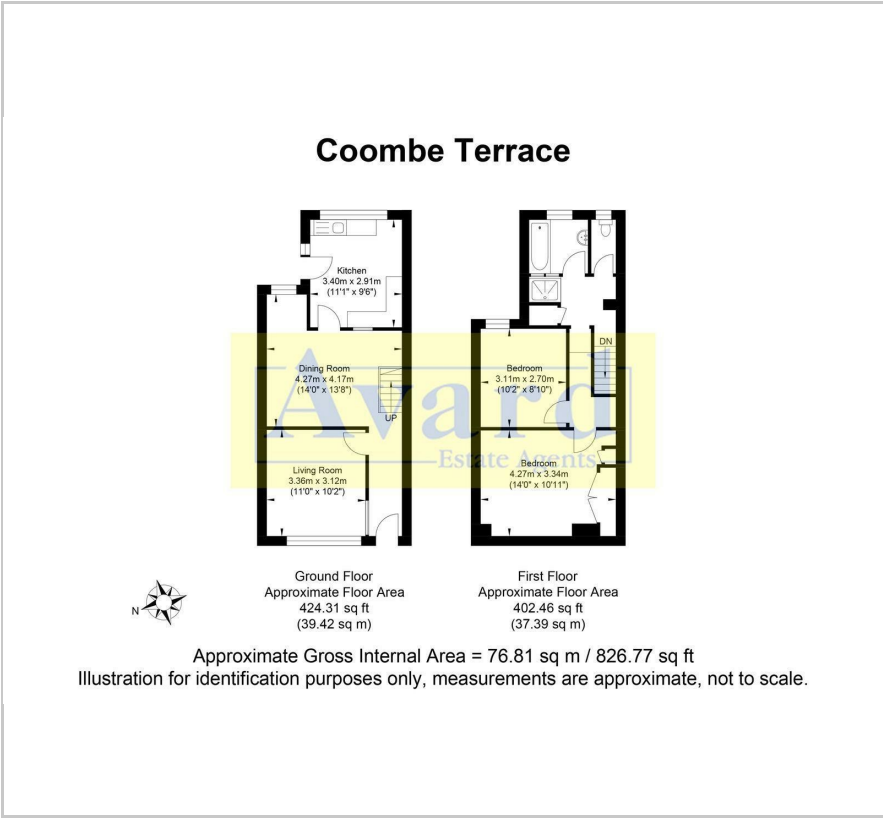 Coombe Terrace
Kitchen
3.40m x 2.91m
(11'1" x 9'6")
Dining Room
4.27m x 4.17m
(14'0" x 13'8")
UP
Living Room
3.36m x 3.12m
(11'0" x 10'2")
DN
Bedroom
3.11m x 2.70m
(10'2" x 8'10")
Bedroom
4.27m x 3.34m
(14'0" x 10'11")
Avard
Estate Agents
N
Ground Floor
Approximate Floor Area
424.31 sq ft
(39.42 sq m)
First Floor
Approximate Floor Area
402.46 sq ft
(37.39 sq m)
Approximate Gross Internal Area = 76.81 sq m / 826.77 sq ft
Illustration for identification purposes only, measurements are approximate, not to scale.